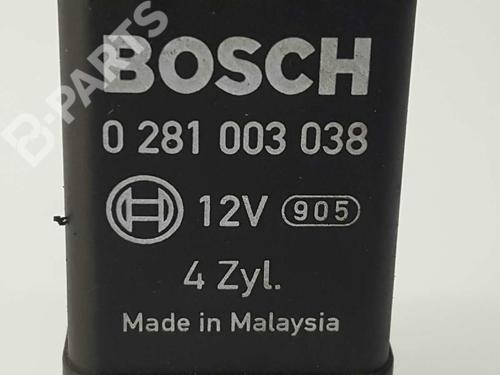 BOSCH
0 281 003 038
12V 905
4 Zyl.
Made in Malaysia
B-PARTS